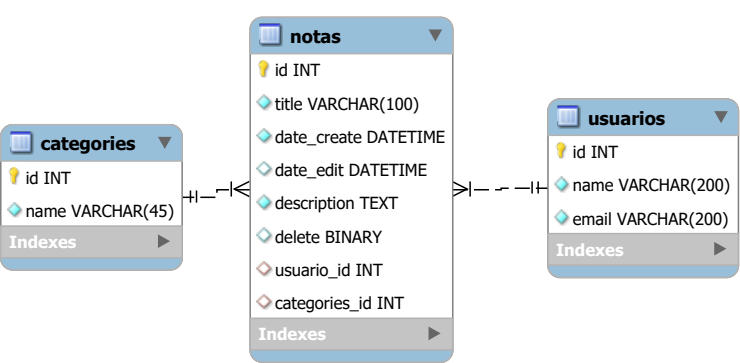 categories
id INT
name VARCHAR(45)
Indexes
notas
id INT
title VARCHAR(100)
date_create DATETIME
date_edit DATETIME
description TEXT
delete BINARY
usuario_id INT
categories_id INT
Indexes
usuarios
id INT
name VARCHAR(200)
email VARCHAR(200)
Indexes